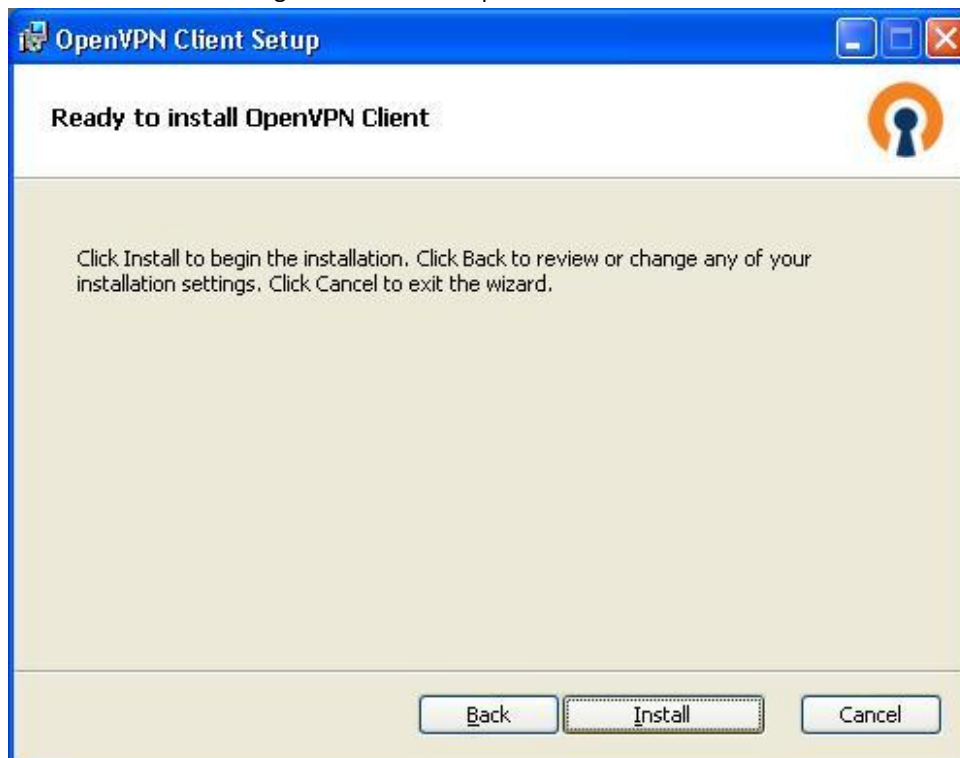 OpenVPN Client Setup
Ready to install OpenVPN Client
Click Install to begin the installation. Click Back to review or change any of your
installation settings. Click Cancel to exit the wizard.
Back
Install
Cancel